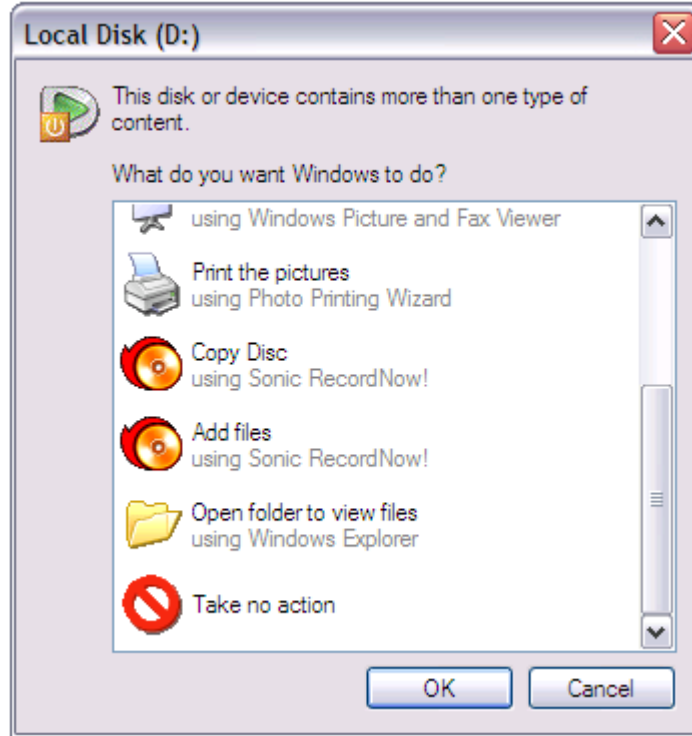 Local Disk (D:)
This disk or device contains more than one type of
content.
What do you want Windows to do?
using Windows Picture and Fax Viewer
Print the pictures
using Photo Printing Wizard
Copy Disc
using Sonic RecordNow!
Add files
using Sonic RecordNow!
Open folder to view files
using Windows Explorer
Take no action
OK
Cancel